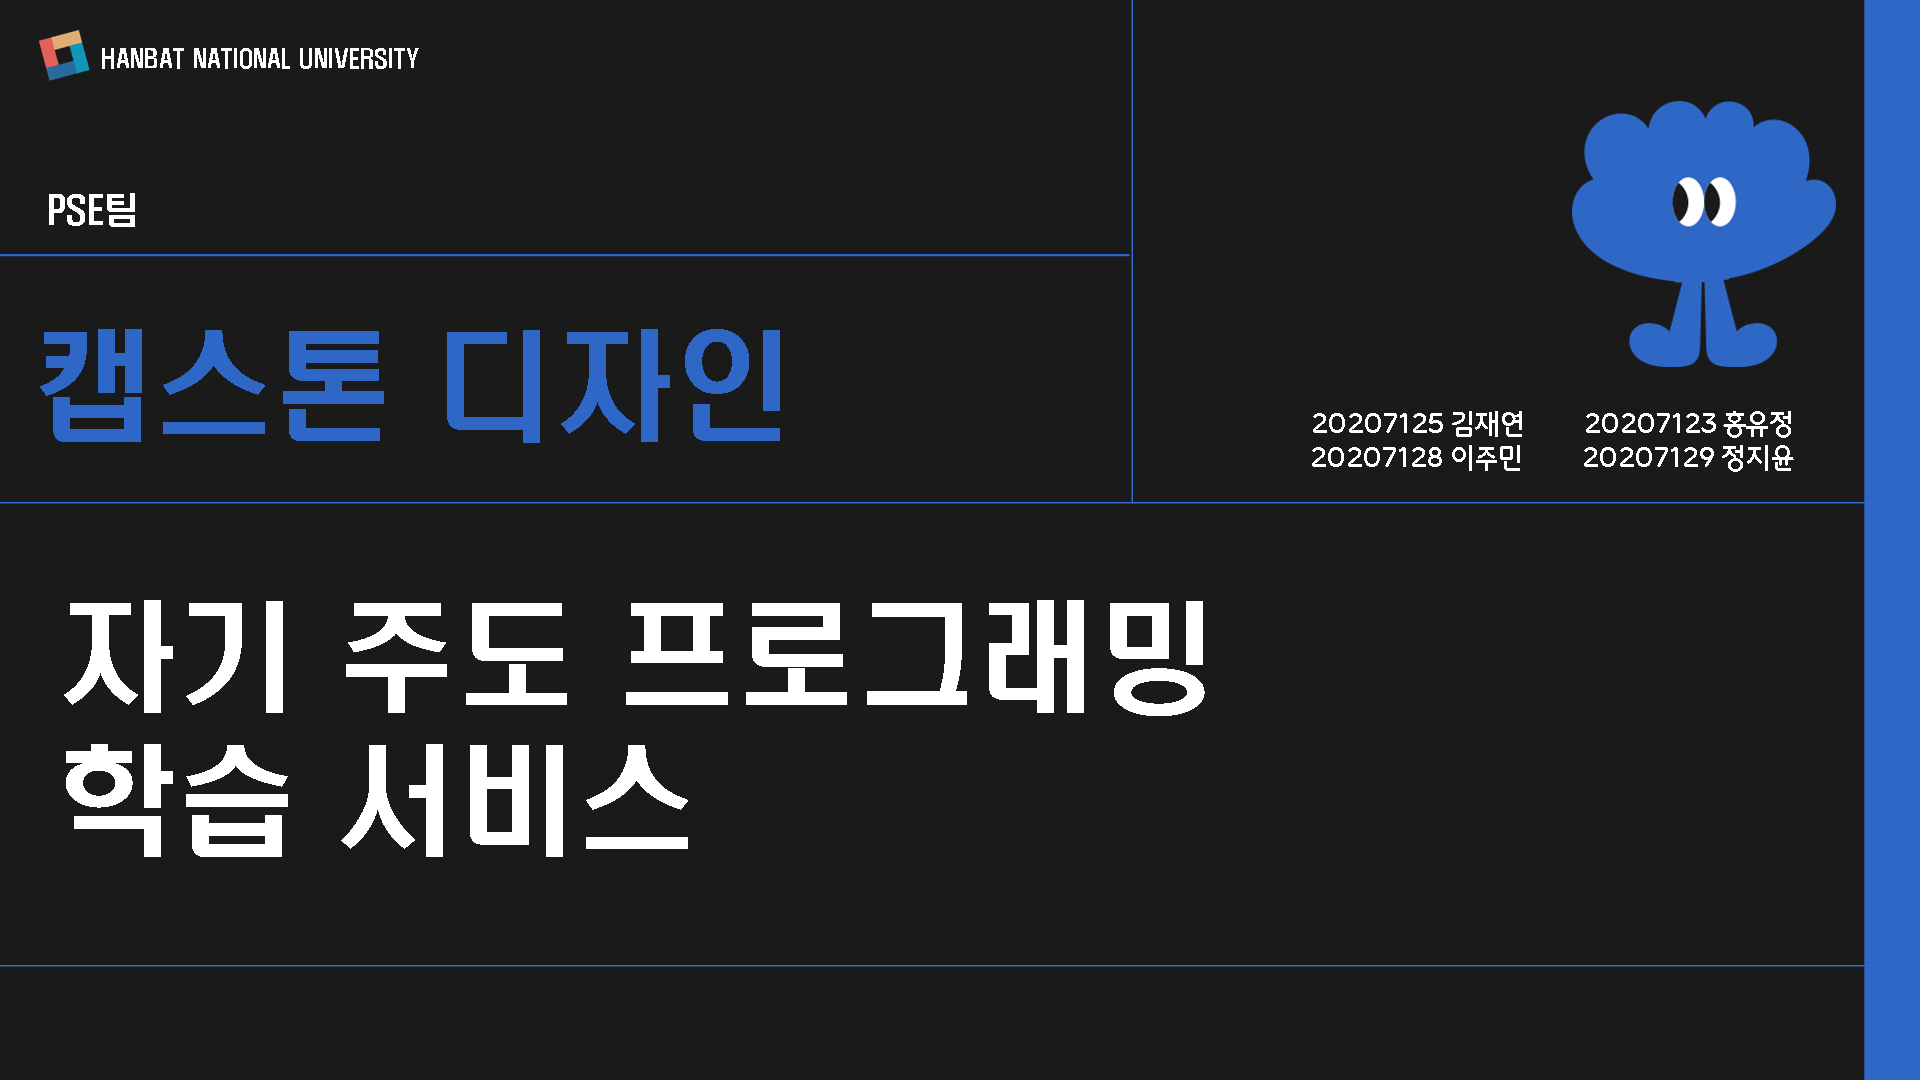 HANBAT NATIONAL UNIVERSITY
PSE팀
캡스톤 디자인
20207125 김재연 20207123 홍유정
20207128 이주민 20207129 정지윤
자기 주도 프로그래밍
학습 서비스